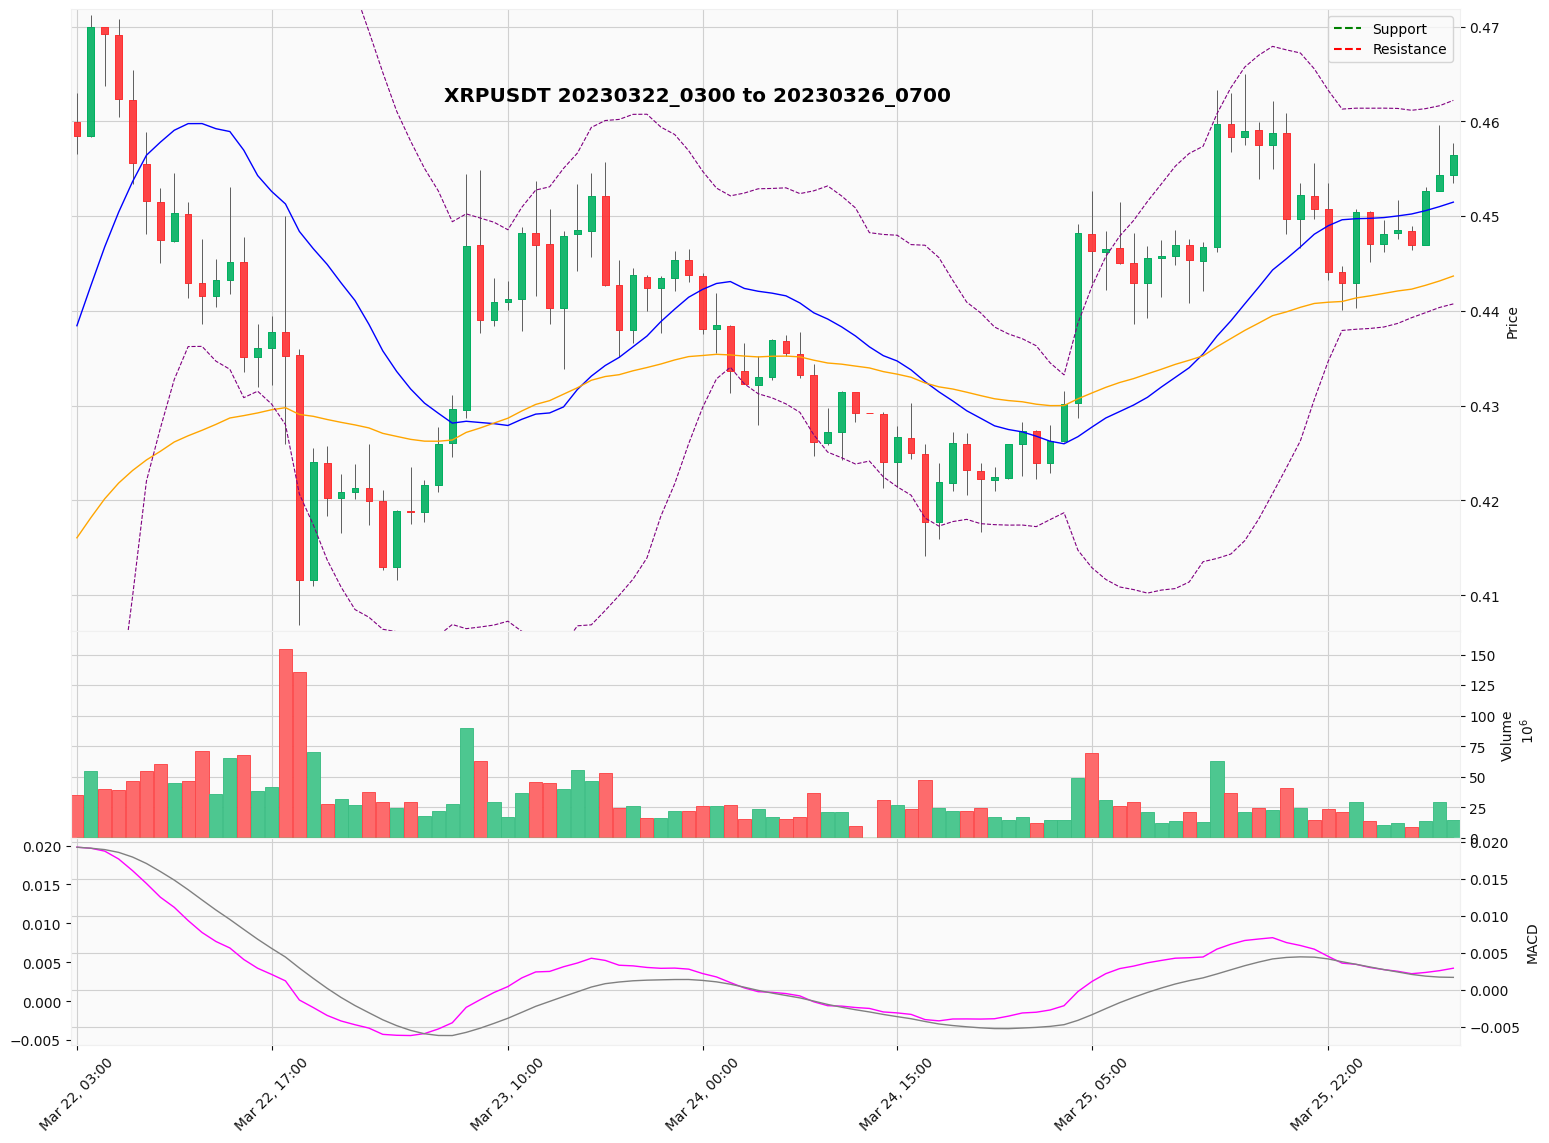 XRPUSDT 20230322_0300 to 20230326_0700
Support
Resistance
0.47
0.46
0.45
0.44
0.43
0.42
0.41
Price
150
125
100
75
50
25
0
Volume
10^6
0.020
0.015
0.010
0.005
0.000
−0.005
0.020
0.015
0.010
0.005
0.000
−0.005
MACD
Mar 22, 03:00
Mar 22, 17:00
Mar 23, 10:00
Mar 24, 00:00
Mar 24, 15:00
Mar 25, 05:00
Mar 25, 22:00